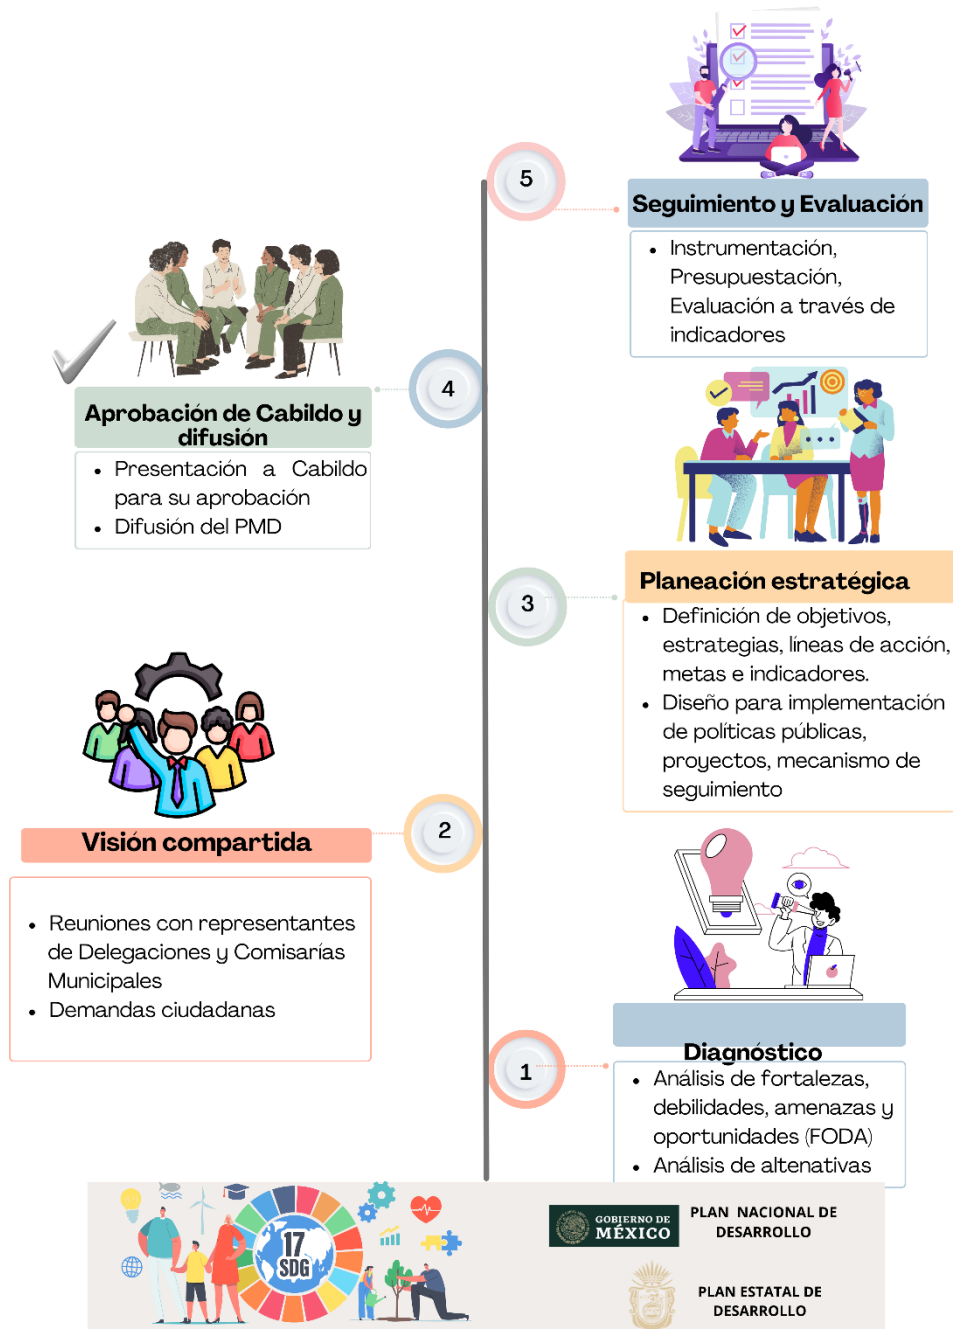 5
Seguimiento y Evaluación
• Instrumentación,
Presupuestación,
Evaluación a través de
indicadores
4
Aprobación de Cabildo y
difusión
• Presentación a Cabildo
para su aprobación
• Difusión del PMD
3
Planeación estratégica
• Definición de objetivos,
estrategias, líneas de acción,
metas e indicadores.
• Diseño para implementación
de políticas públicas,
proyectos, mecanismo de
seguimiento
2
Visión compartida
• Reuniones con representantes
de Delegaciones y Comisarías
Municipales
• Demandas ciudadanas
1
Diagnóstico
• Análisis de fortalezas,
debilidades, amenazas y
oportunidades (FODA)
• Análisis de altenativas
17
SDG
GOBIERNO DE
MÉXICO
PLAN NACIONAL DE
DESARROLLO
PLAN ESTATAL DE
DESARROLLO